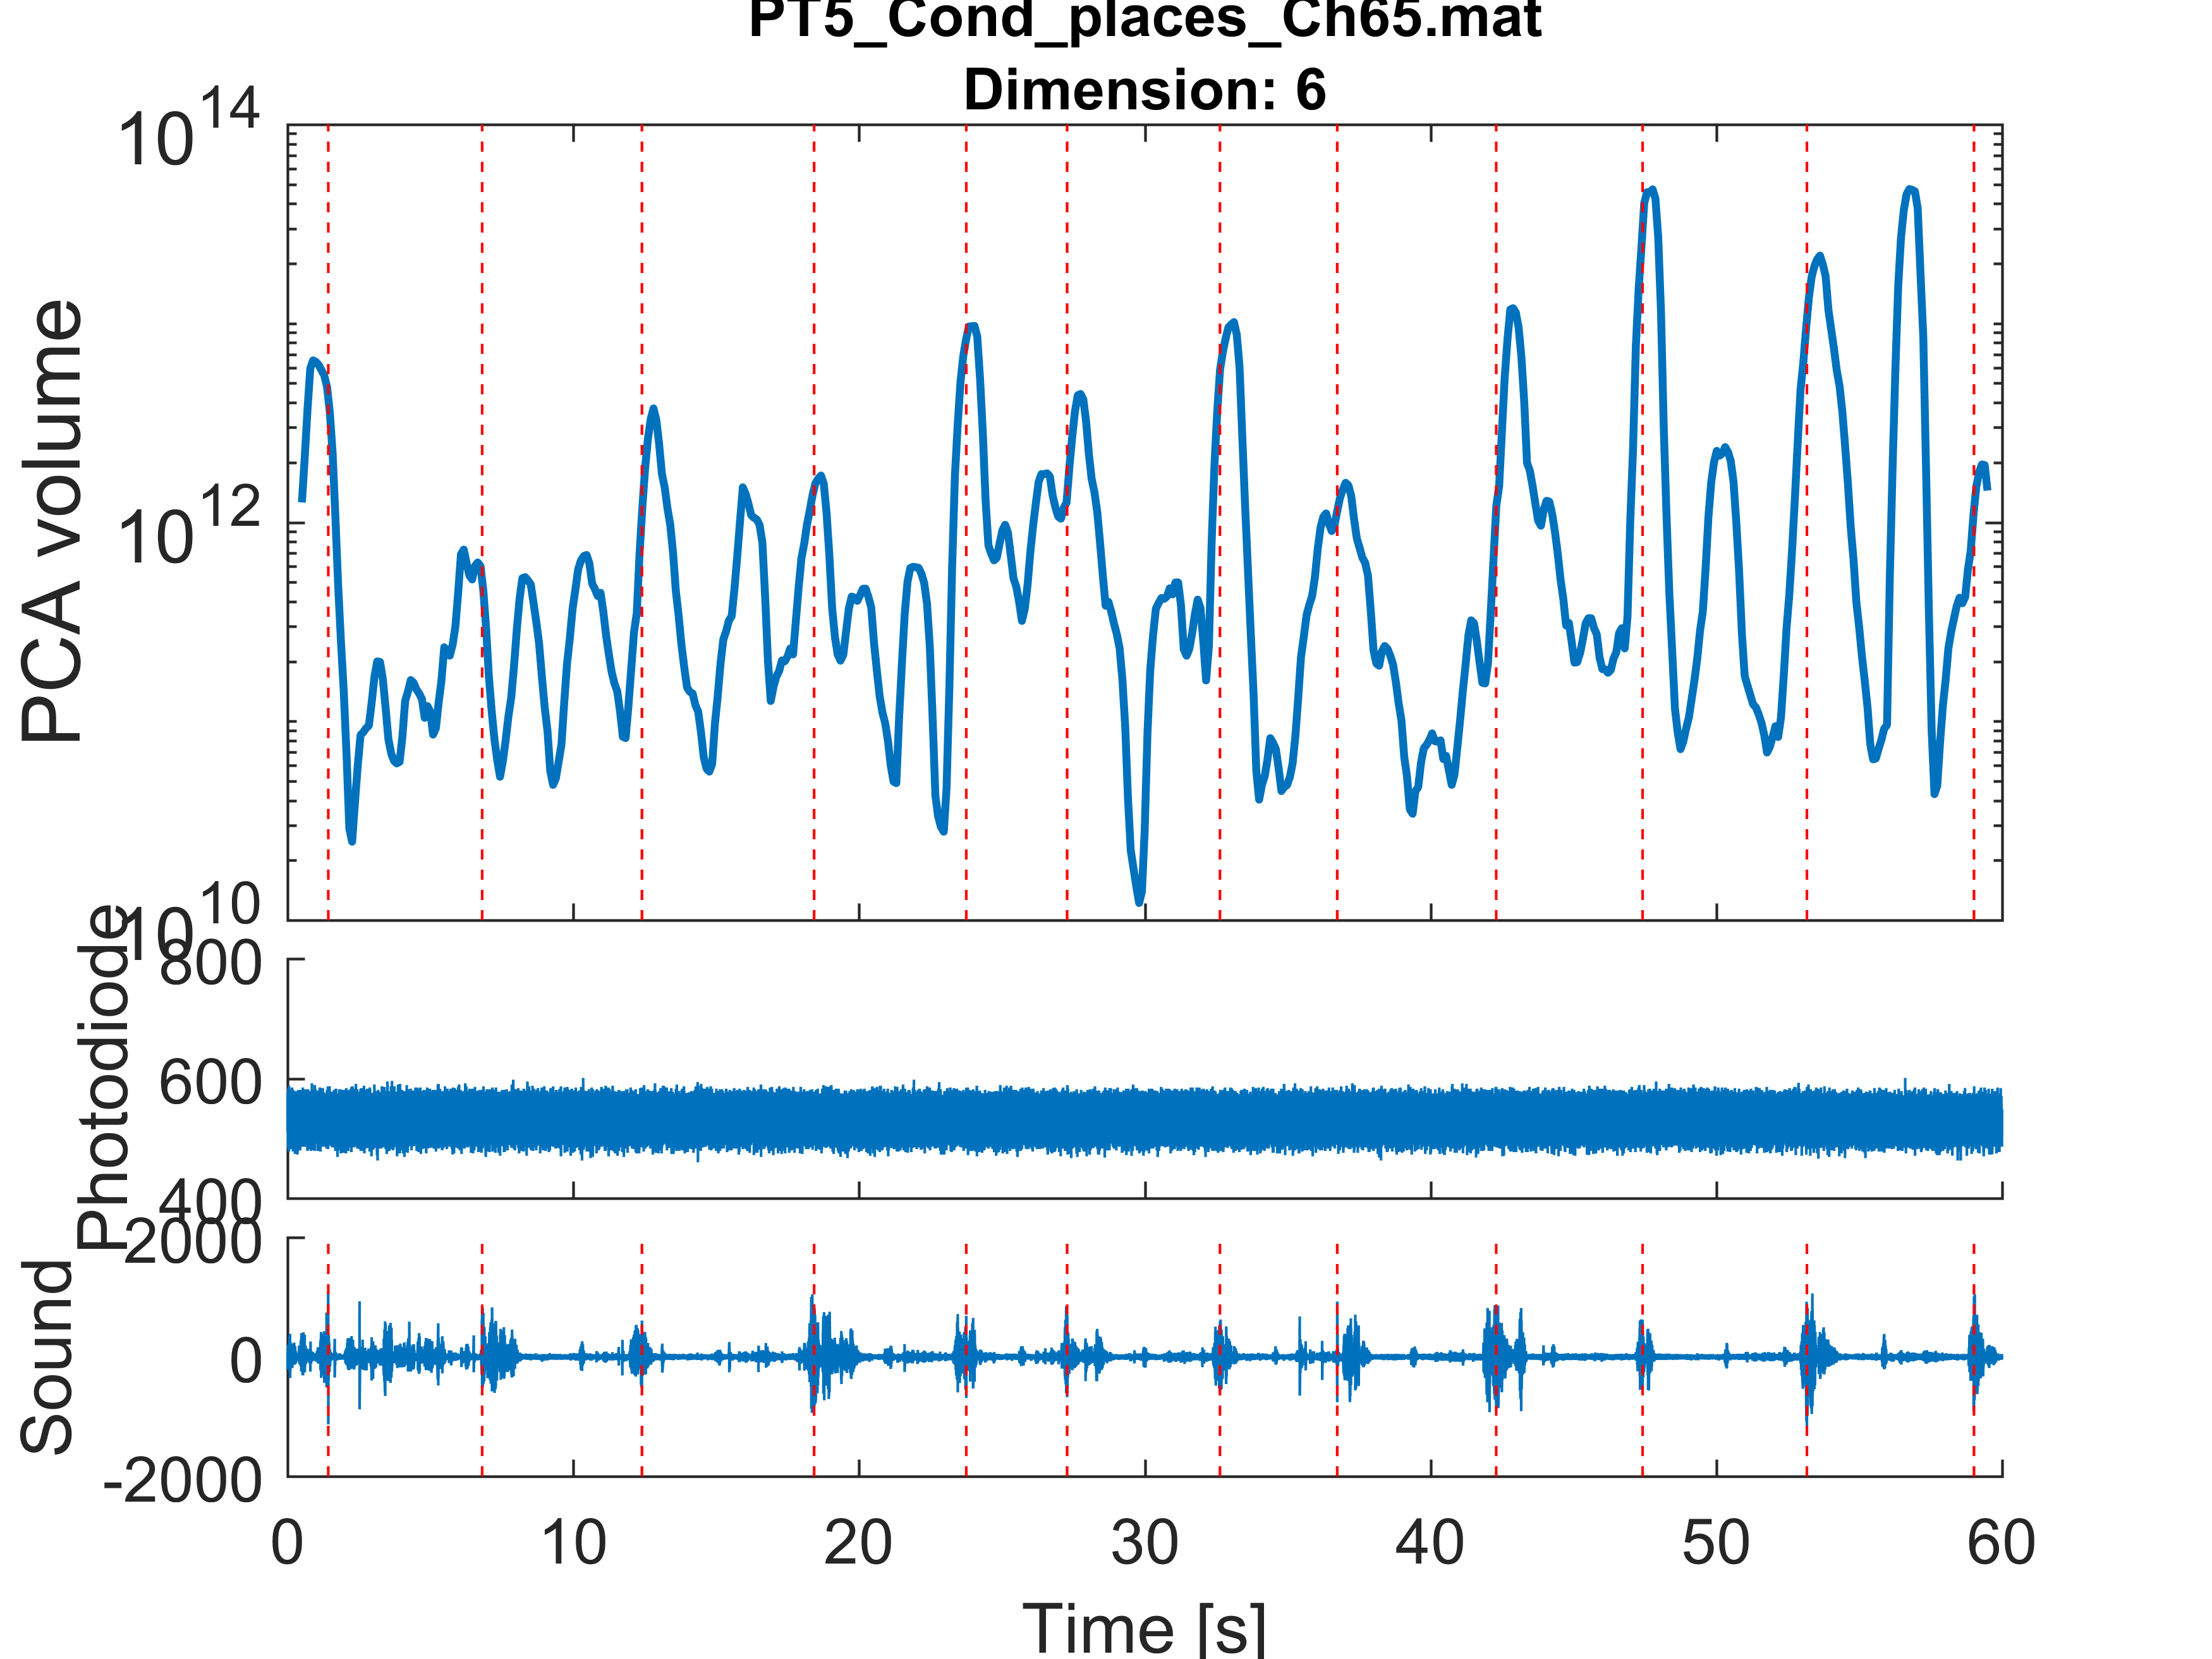 PT5_Cond_places_Ch65.mat
Dimension: 6
10^14
10^12
10^10
PCA volume
800
600
400
Photodiode
2000
0
-2000
Sound
0 10 20 30 40 50 60
Time [s]